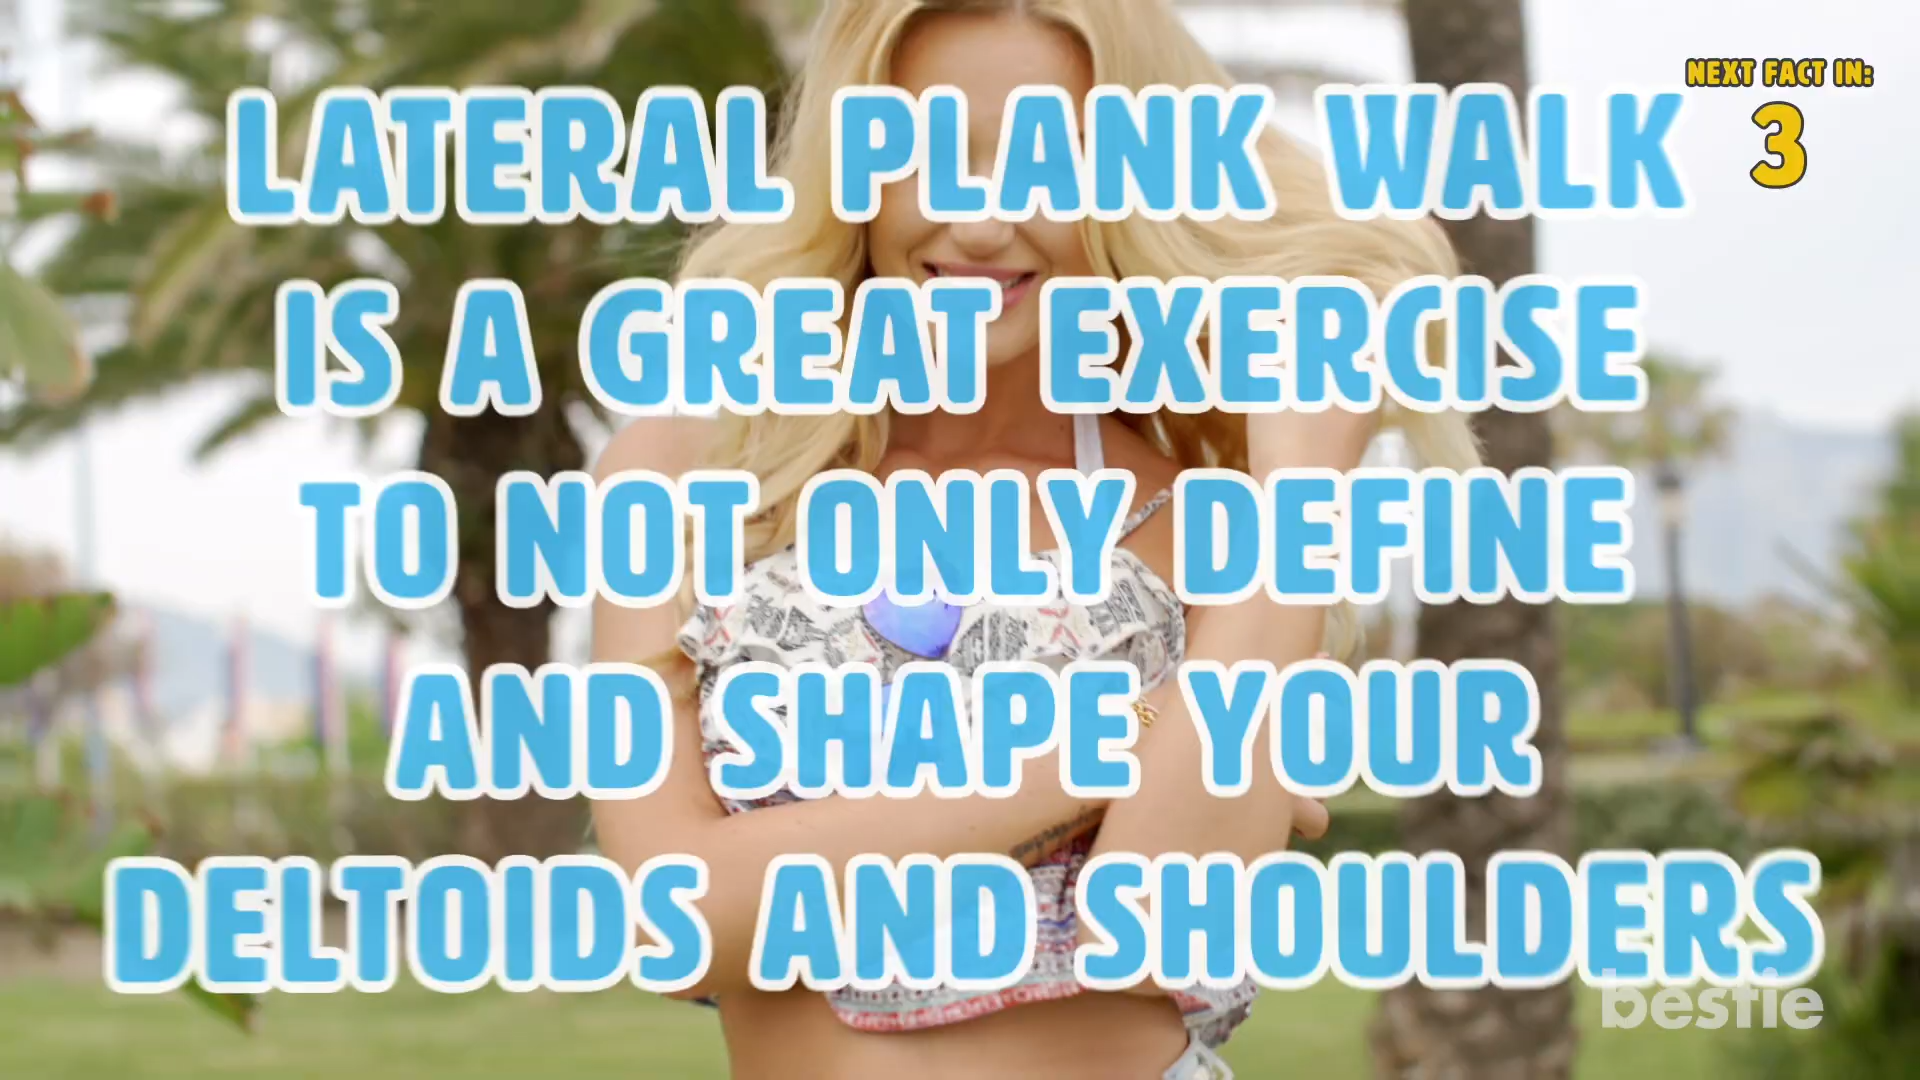 NEXT FACT IN:
3
LATERAL PLANK WALK
IS A GREAT EXERCISE
TO NOT ONLY DEFINE
AND SHAPE YOUR
DELTOIDS AND SHOULDERS
bestie